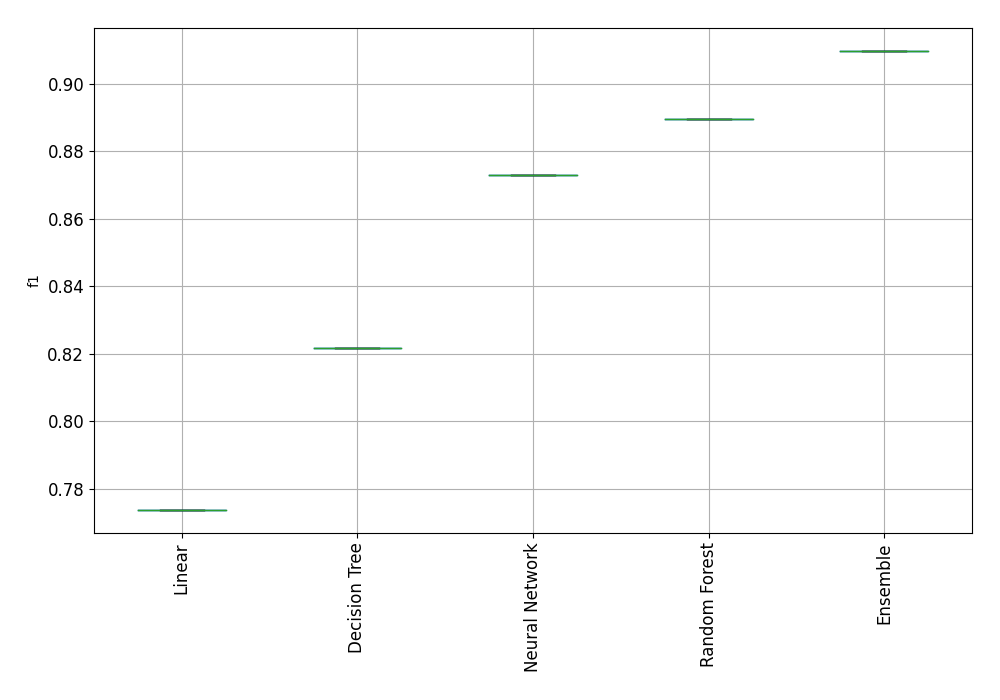 0.90
0.88
0.86
0.84
0.82
0.80
0.78
f1
Linear
Decision Tree
Neural Network
Random Forest
Ensemble